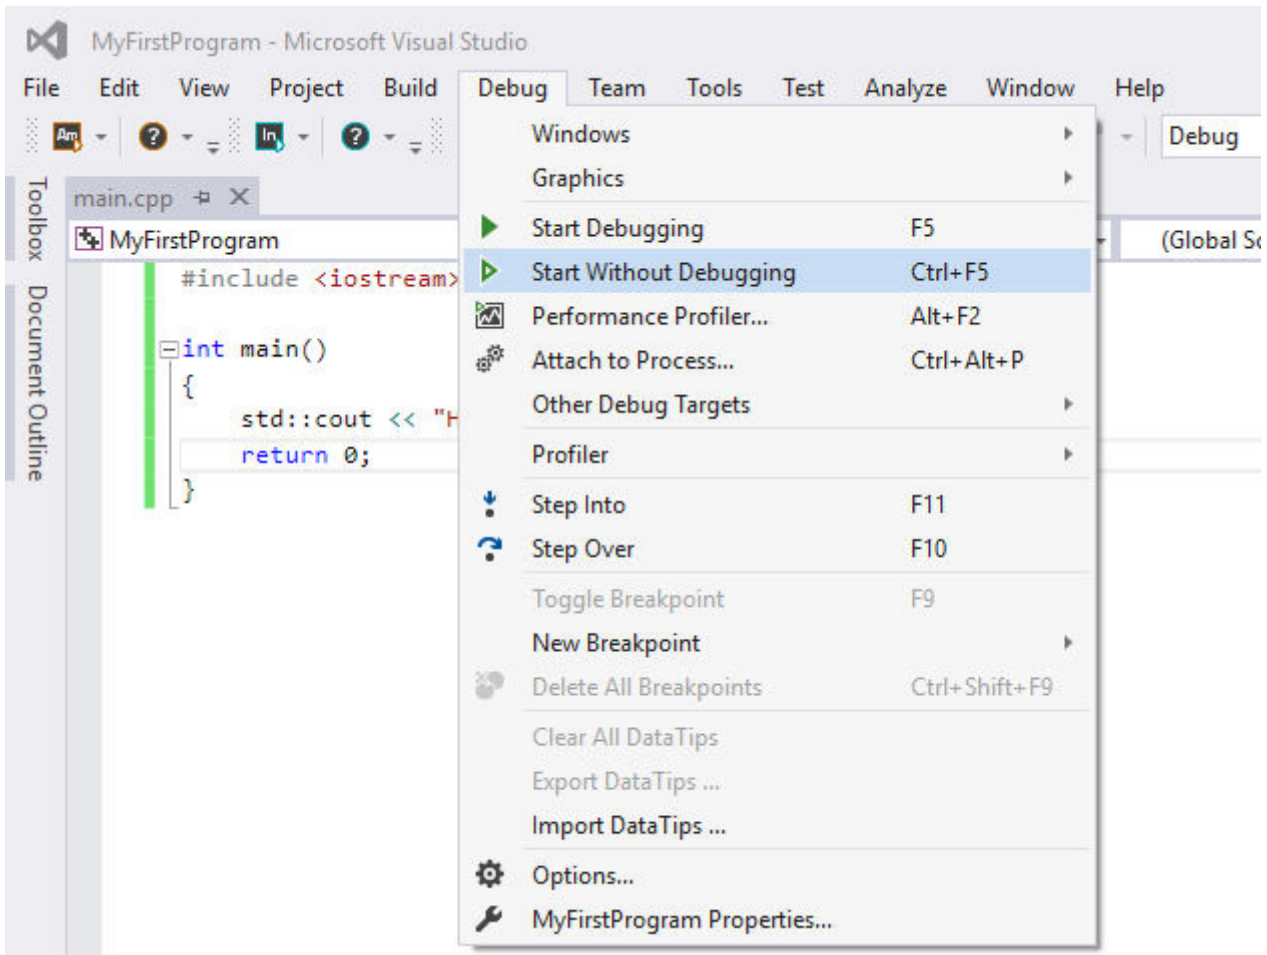 MyFirstProgram - Microsoft Visual Studio
File Edit View Project Build Debug Team Tools Test Analyze Window Help
Am In Debug
Toolbox
Document Outline
main.cpp
MyFirstProgram
(Global
#include <iostream>
int main()
{
std::cout << "H
return 0;
}
Windows
Graphics
Start Debugging F5
Start Without Debugging Ctrl+F5
Performance Profiler... Alt+F2
Attach to Process... Ctrl+Alt+P
Other Debug Targets
Profiler
Step Into F11
Step Over F10
Toggle Breakpoint F9
New Breakpoint
Delete All Breakpoints Ctrl+Shift+F9
Clear All DataTips
Export DataTips ...
Import DataTips ...
Options...
MyFirstProgram Properties...